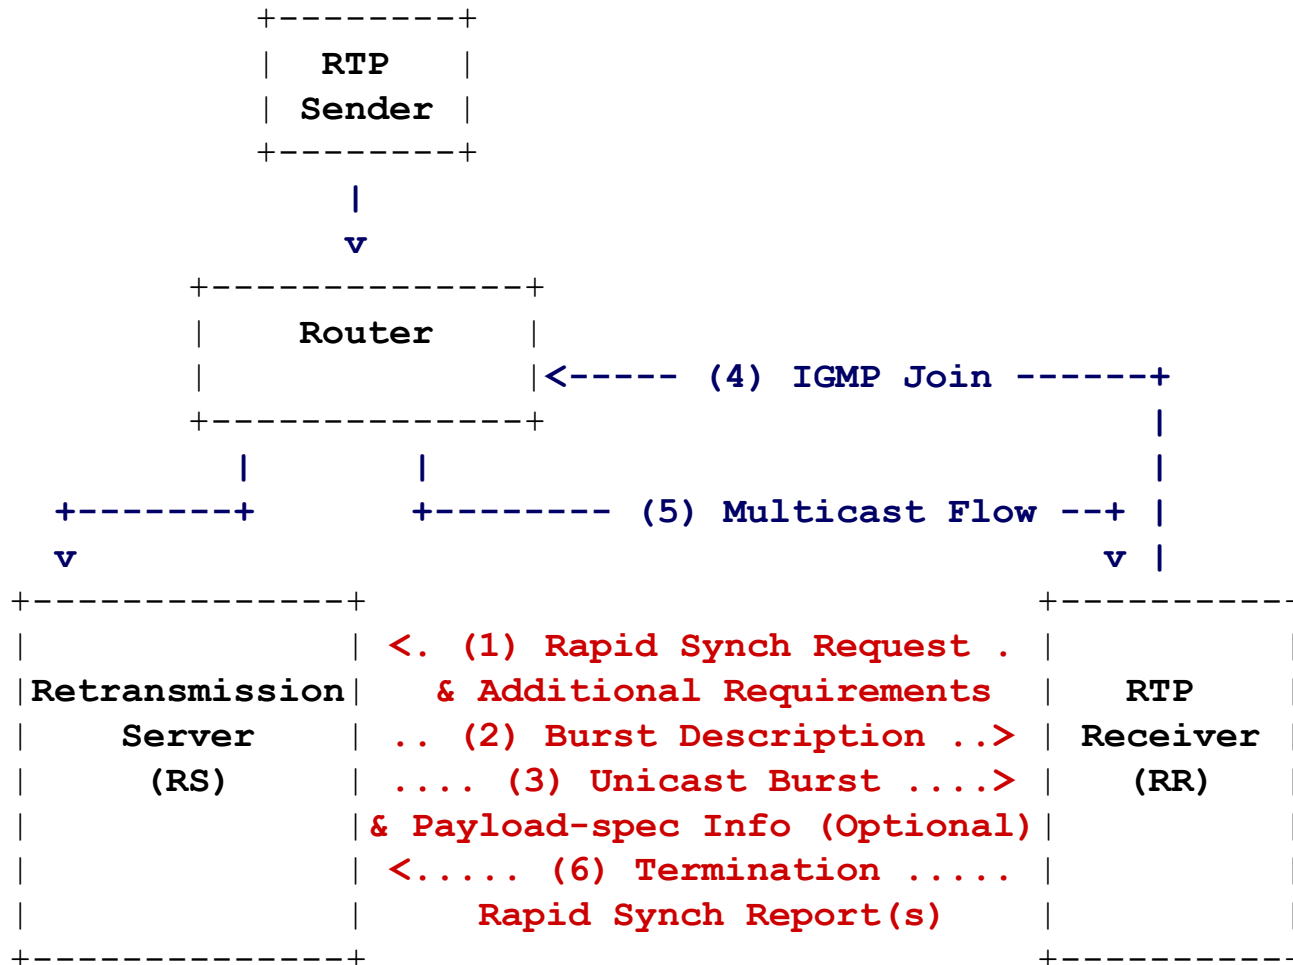 +--------+
                 |  RTP   |
                 | Sender |
                 +--------+
                     |
                     v
             +--------------+
             |    Router    |
             |              |<----- (4) IGMP Join ------+
             +--------------+                           |
                |       |                               |
   +-------+       +-------- (5) Multicast Flow --+ |
   v                                              v |
+--------------+                              +----------+
|              | <. (1) Rapid Synch Request . |          |
|Retransmission|   & Additional Requirements  |   RTP    |
|    Server    | .. (2) Burst Description ..> | Receiver |
|     (RS)     | .... (3) Unicast Burst ....> |   (RR)   |
|              |& Payload-spec Info (Optional)|          |
|              | <..... (6) Termination ..... |          |
|              |     Rapid Synch Report(s)    |          |
+--------------+                              +----------+